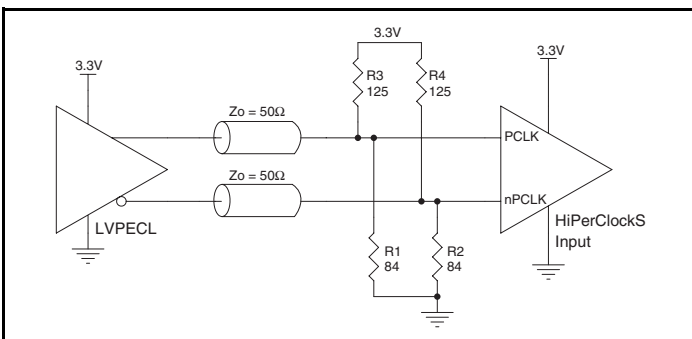 3.3V
3.3V
3.3V
R3
125
R4
125
Zo = 50Ω
PCLK
Zo = 50Ω
nPCLK
LVPECL
HiPerClockS
Input
R1
84
R2
84